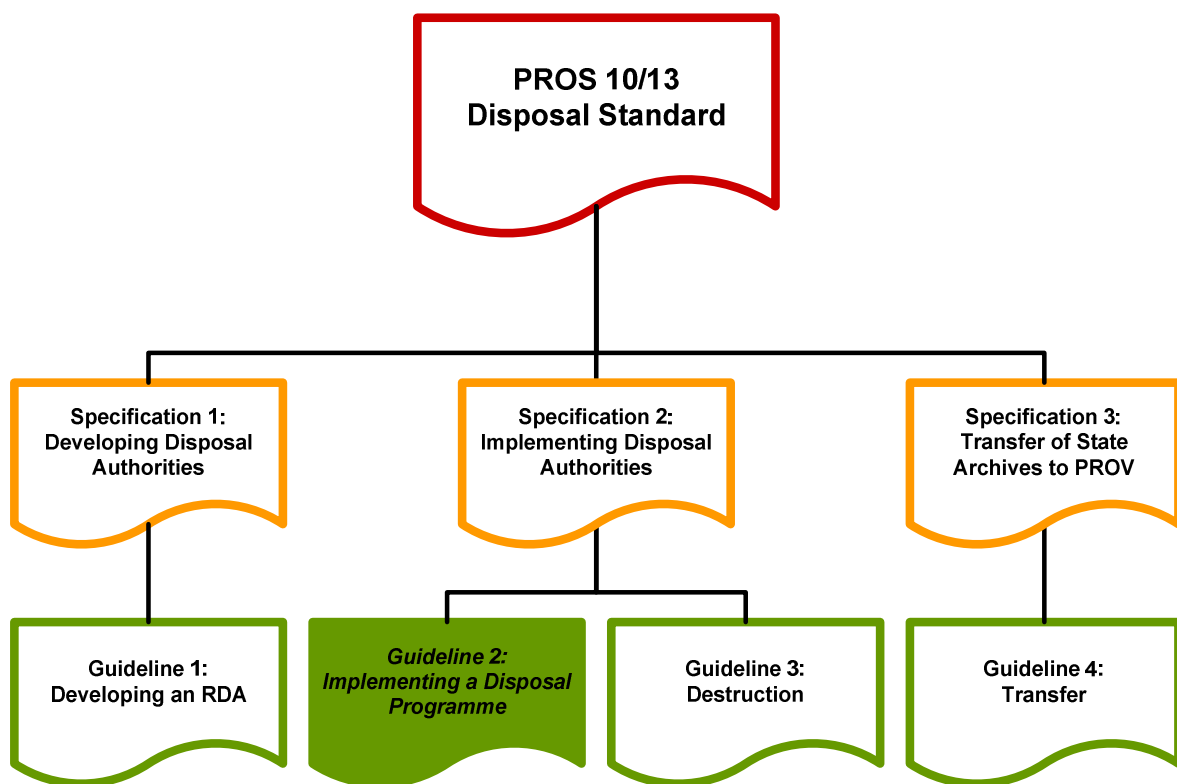 PROS 10/13
Disposal Standard
Specification 1:
Developing Disposal
Authorities
Specification 2:
Implementing Disposal
Authorities
Specification 3:
Transfer of State
Archives to PROV
Guideline 1:
Developing an RDA
Guideline 2:
Implementing a Disposal
Programme
Guideline 3:
Destruction
Guideline 4:
Transfer